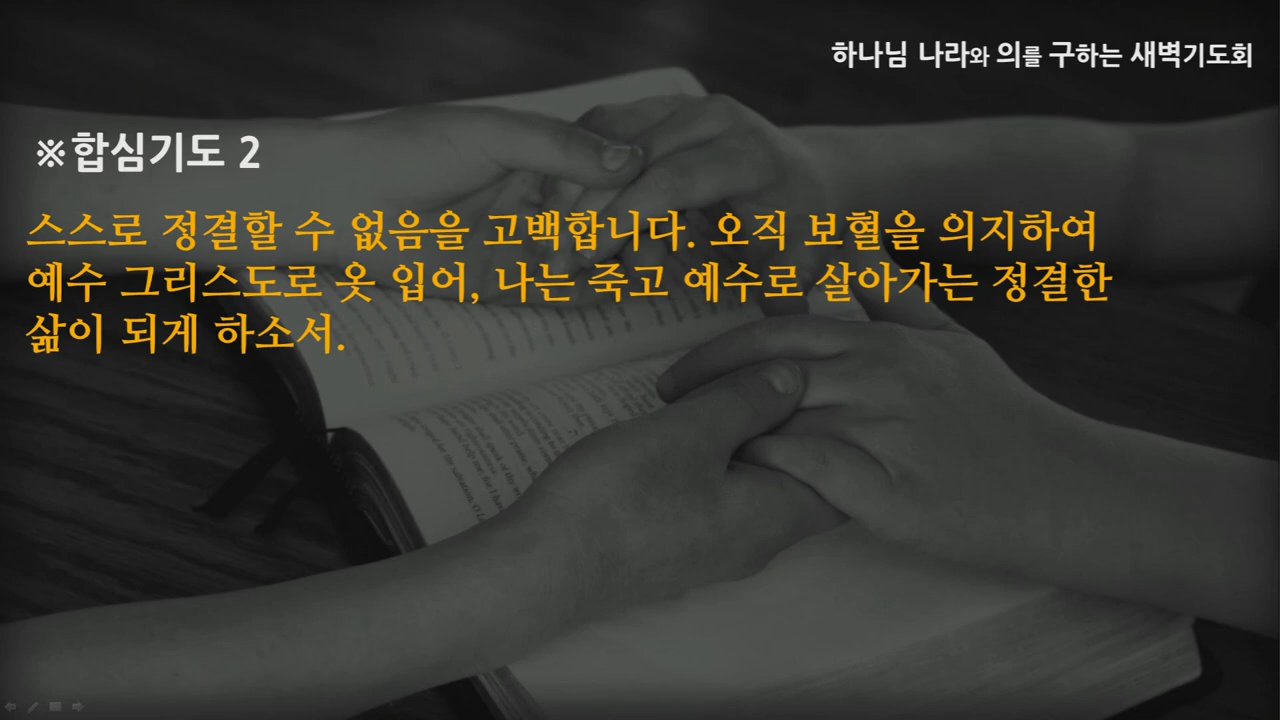 하나님 나라와 의를 구하는 새벽기도회
※합심기도 2
스스로 정결할 수 없음을 고백합니다. 오직 보혈을 의지하여
예수 그리스도로 옷 입어, 나는 죽고 예수로 살아가는 정결한
삶이 되게 하소서.